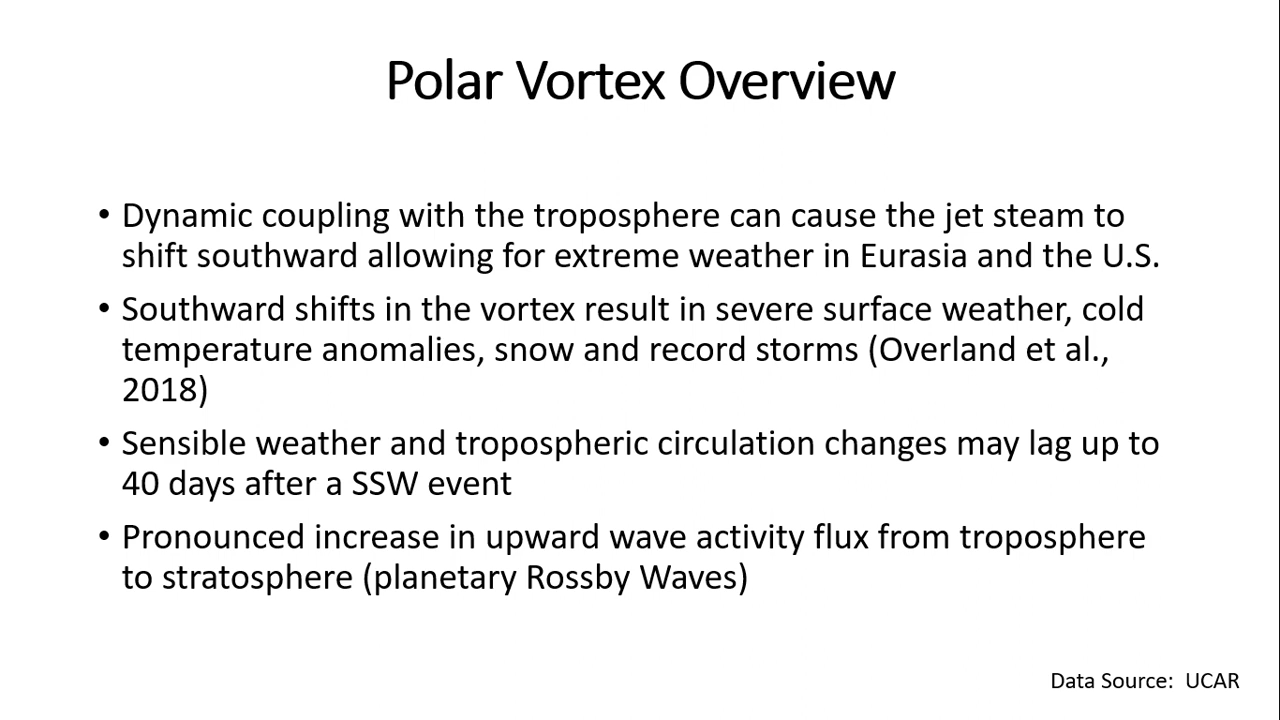 Polar Vortex Overview
• Dynamic coupling with the troposphere can cause the jet steam to
shift southward allowing for extreme weather in Eurasia and the U.S.
• Southward shifts in the vortex result in severe surface weather, cold
temperature anomalies, snow and record storms (Overland et al.,
2018)
• Sensible weather and tropospheric circulation changes may lag up to
40 days after a SSW event
• Pronounced increase in upward wave activity flux from troposphere
to stratosphere (planetary Rossby Waves)
Data Source:  UCAR